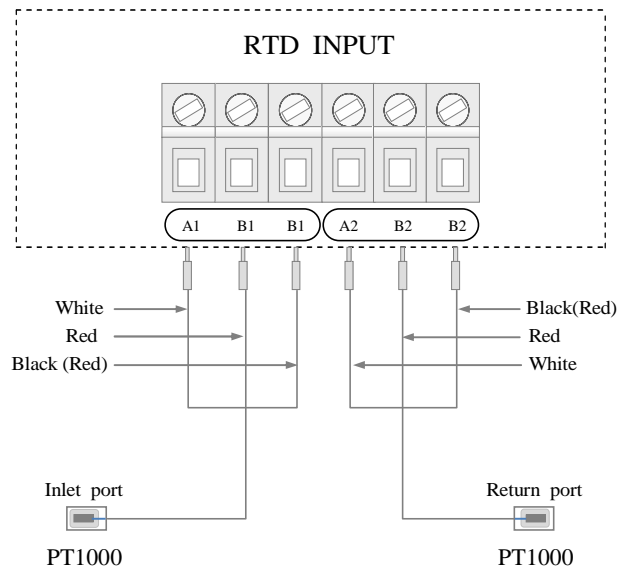 RTD INPUT
A1 B1 B1 A2 B2 B2
White
Red
Black (Red)
Black(Red)
Red
White
Inlet port
PT1000
Return port
PT1000